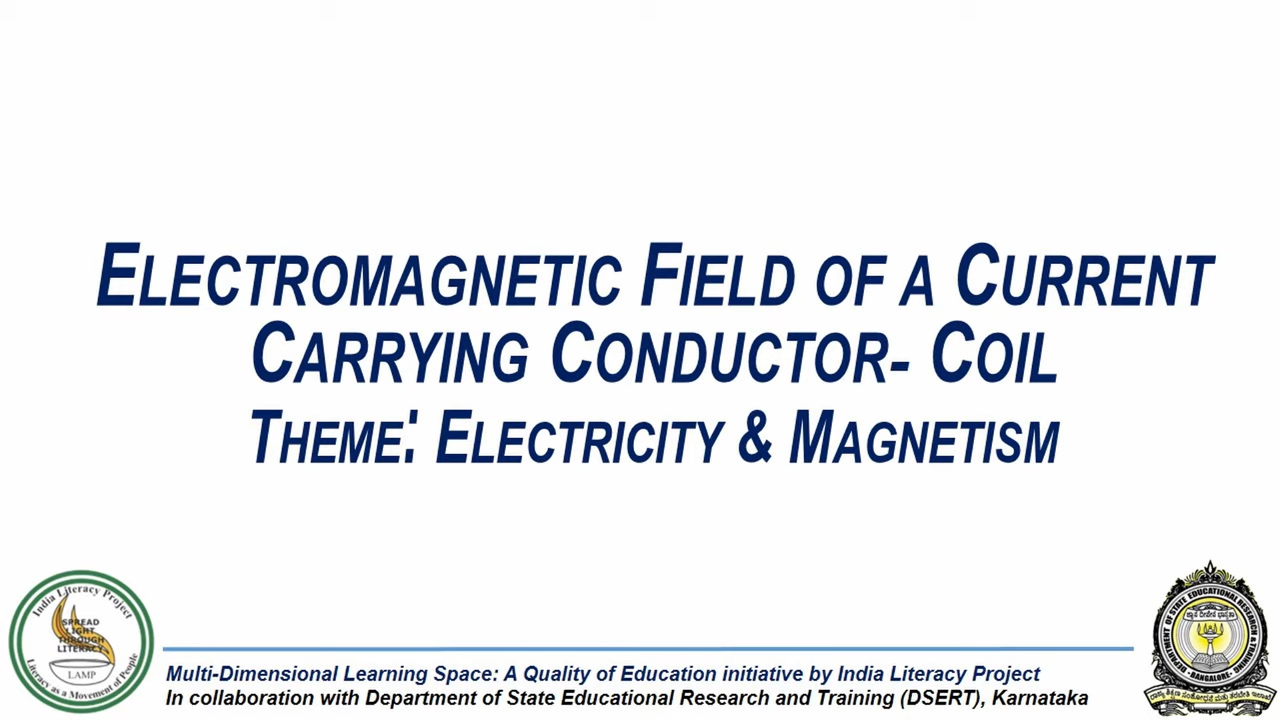 ELECTROMAGNETIC FIELD OF A CURRENT
CARRYING CONDUCTOR- COIL
THEME: ELECTRICITY & MAGNETISM
India Literacy Project
SPREAD
LIGHT
THROUGH
LITERACY
LAMP
Literacy as a Movement of People
Multi-Dimensional Learning Space: A Quality of Education initiative by India Literacy Project
In collaboration with Department of State Educational Research and Training (DSERT), Karnataka
DEPARTMENT OF STATE EDUCATIONAL RESEARCH & TRAINING
-BANGALORE-